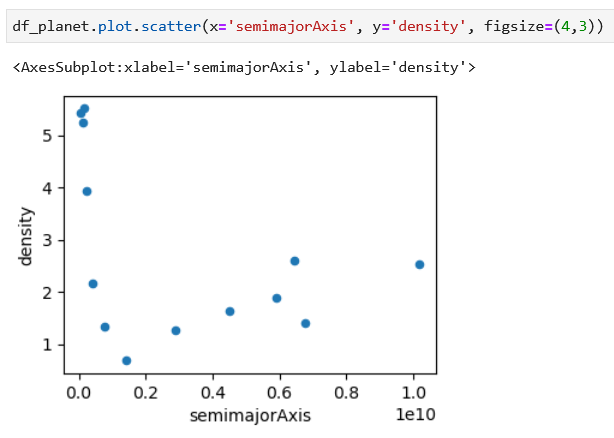 df_planet.plot.scatter(x='semimajorAxis', y='density', figsize=(4,3))
<AxesSubplot:xlabel='semimajorAxis', ylabel='density'>
5
4
3
2
1
density
0.0 0.2 0.4 0.6 0.8 1.0
semimajorAxis
1e10